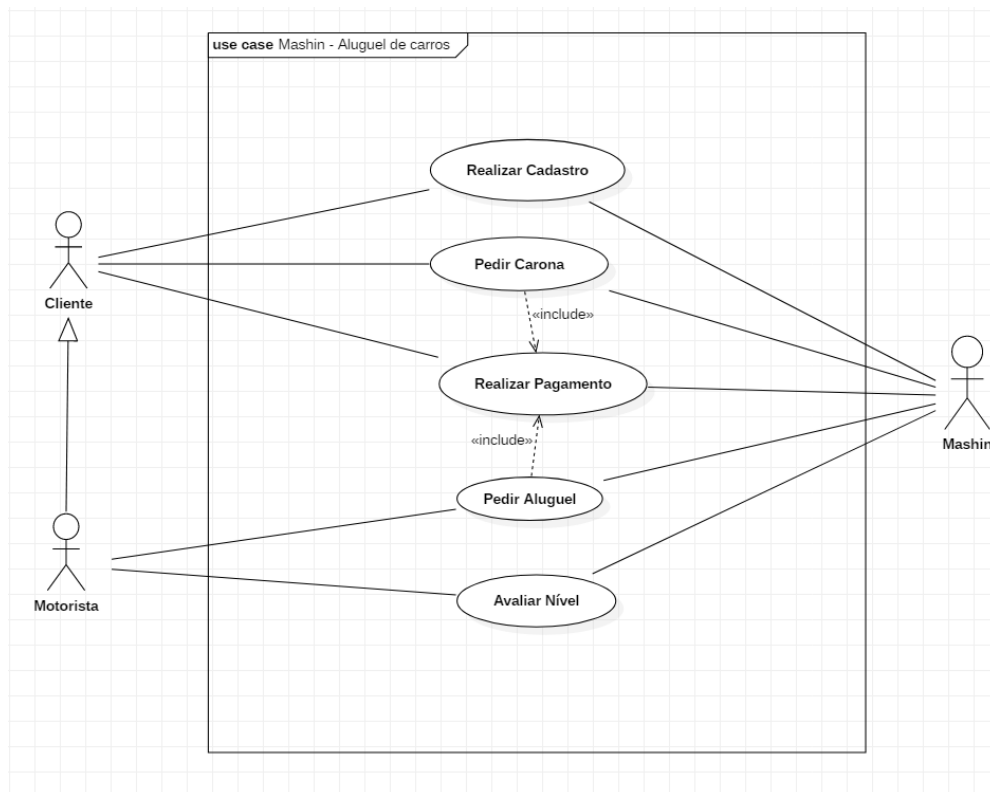 use case Mashin - Aluguel de carros
Realizar Cadastro
Pedir Carona
Cliente
«include»
Realizar Pagamento
«include»
Mashin
Pedir Aluguel
Avaliar Nível
Motorista